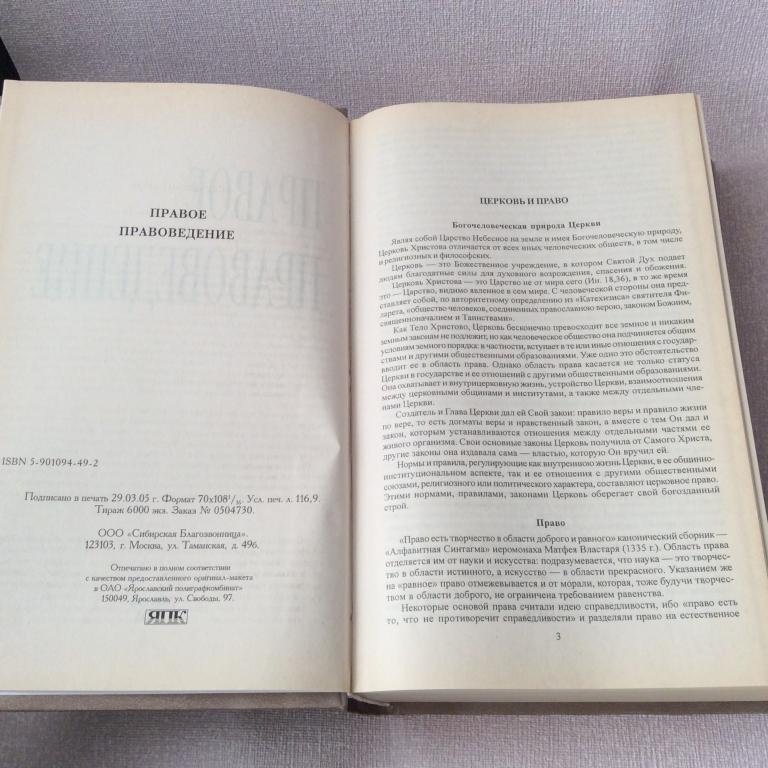 ПРАВОЕ
ПРАВОВЕДЕНИЕ
ISBN 5-901094-49-2
Подписано в печать 29.03.05 г. Формат 70х108¹/₁₆. Усл. печ. л. 116,9.
Тираж 6000 экз. Заказ № 0504730.
ООО «Сибирская Благозвонница».
123103, г. Москва, ул. Таманская, д. 49б.
Отпечатано в полном соответствии
с качеством предоставленного оригинал-макета
в ОАО «Ярославский полиграфкомбинат»
150049, Ярославль, ул. Свободы, 97.
ЯПК
ЦЕРКОВЬ И ПРАВО
Богочеловеческая природа Церкви
Являя собой Царство Небесное на земле и имея Богочеловеческую природу,
Церковь Христова отличается от всех иных человеческих обществ, в том числе
и религиозных и философских.
Церковь — это Божественное учреждение, в котором Святой Дух подает
людям благодатные силы для духовного возрождения, спасения и обожения.
Церковь Христова — это Царство не от мира сего (Ин. 18,36), в то же время
это — Царство, видимо явленное в сем мире. С человеческой стороны она пред-
ставляет собой, по авторитетному определению из «Катехизиса» святителя Фи-
ларета, «общество человеков, соединенных православною верою, законом Божиим,
священноначалием и Таинствами».
Как Тело Христово, Церковь бесконечно превосходит все земное и никаким
земным законам не подлежит, но как человеческое общество она подчиняется общим
условиям земного порядка: в частности, вступает в те или иные отношения с государ-
ствами и другими общественными образованиями. Уже одно это обстоятельство
вводит ее в область права. Однако область права касается не только статуса
Церкви в государстве и ее отношений с другими общественными образованиями.
Она охватывает и внутрицерковную жизнь, устройство Церкви, взаимоотношения
между церковными общинами и институтами, а также между отдельными чле-
нами Церкви.
Создатель и Глава Церкви дал ей Свой закон: правило веры и правило жизни
по вере, то есть догматы веры и нравственный закон, а вместе с тем Он дал и
закон, которым устанавливаются отношения между отдельными частями ее
живого организма. Свои основные законы Церковь получила от Самого Христа,
другие законы она издавала сама — властью, которую Он вручил ей.
Нормы и правила, регулирующие как внутреннюю жизнь Церкви, в ее общинно-
институциональном аспекте, так и ее отношения с другими общественными
союзами, религиозного или политического характера, составляют церковное право.
Этими нормами, правилами, законами Церковь оберегает свой богозданный
строй.
Право
«Право есть творчество в области доброго и равного» канонический сборник —
«Алфавитная Синтагма» иеромонаха Матфея Властаря (1335 г.). Область права
отделяется им от науки и искусства: подразумевается, что наука — это творчес-
тво в области истинного, а искусство — в области прекрасного. Указанием же
на «равное» право отмежевывается и от морали, которая, тоже будучи творчес-
твом в области доброго, не ограничена требованием равенства.
Некоторые основой права считали идею справедливости, ибо «право есть
то, что не противоречит справедливости» и разделяли право на естественное
3